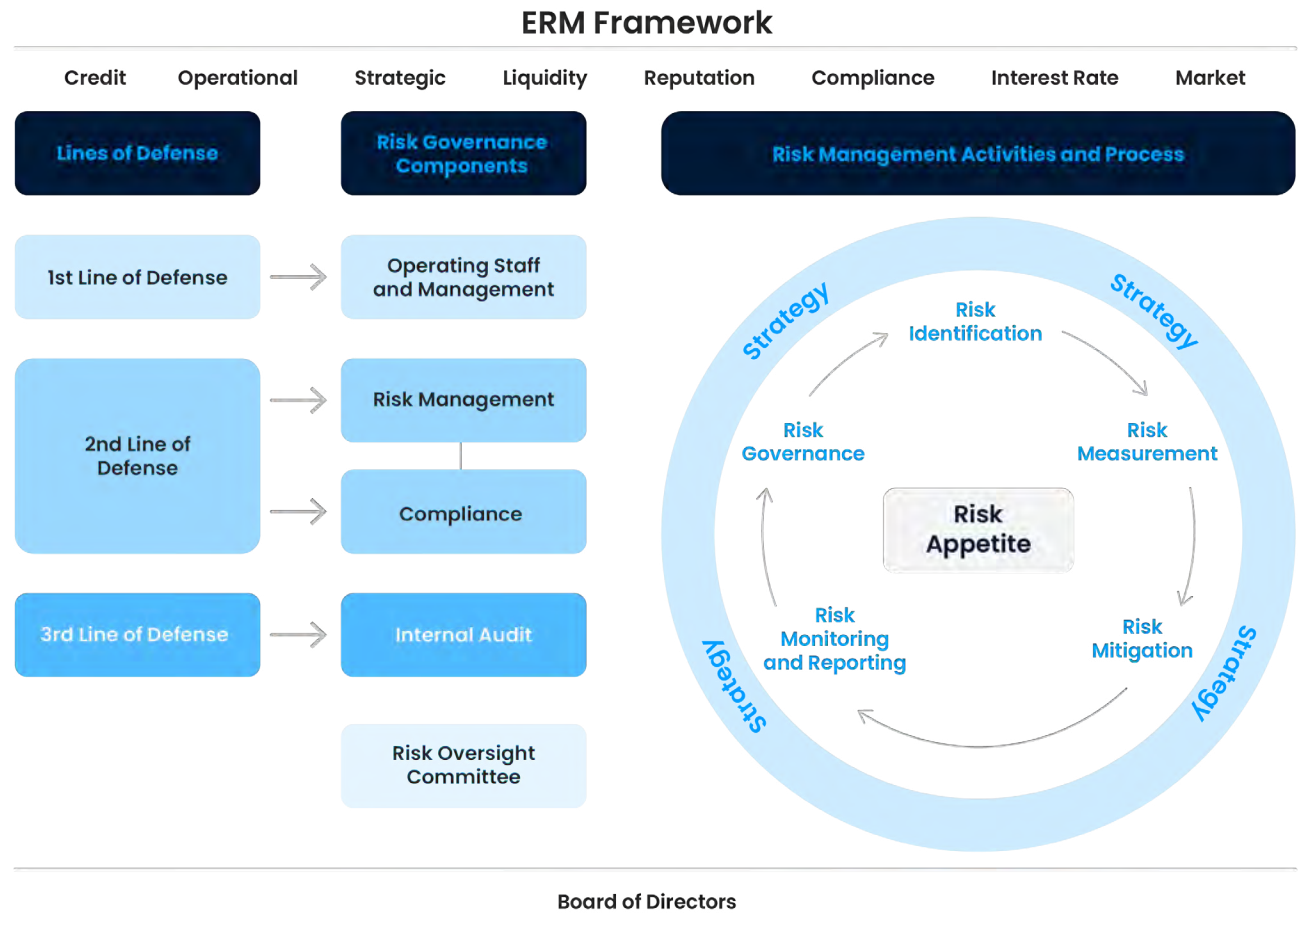 ERM Framework
Credit Operational Strategic Liquidity Reputation Compliance Interest Rate Market
Lines of Defense
Risk Governance
Components
Risk Management Activities and Process
1st Line of Defense
Operating Staff
and Management
2nd Line of
Defense
Risk Management
Compliance
3rd Line of Defense
Internal Audit
Risk Oversight
Committee
Strategy
Strategy
Risk
Identification
Risk
Governance
Risk
Measurement
Risk
Appetite
Risk
Monitoring
and Reporting
Risk
Mitigation
Strategy
Strategy
Board of Directors